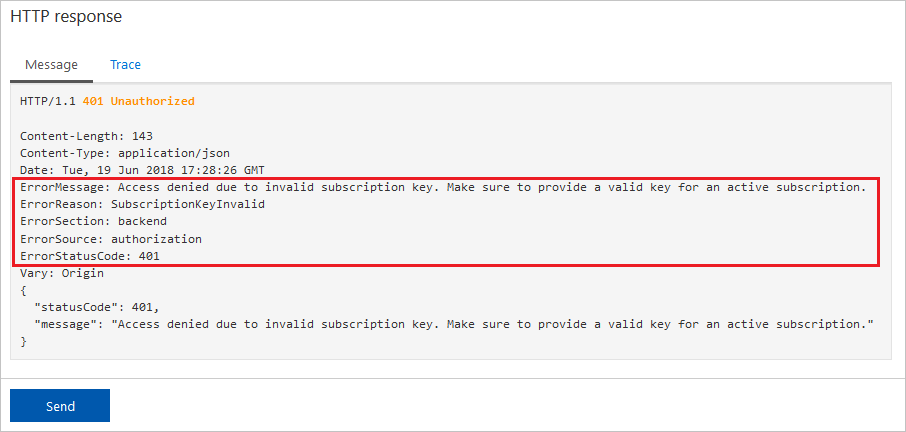 HTTP response
Message
Trace
HTTP/1.1 401 Unauthorized
Content-Length: 143
Content-Type: application/json
Date: Tue, 19 Jun 2018 17:28:26 GMT
ErrorMessage: Access denied due to invalid subscription key. Make sure to provide a valid key for an active subscription.
ErrorReason: SubscriptionKeyInvalid
ErrorSection: backend
ErrorSource: authorization
ErrorStatusCode: 401
Vary: Origin
{
  "statusCode": 401,
  "message": "Access denied due to invalid subscription key. Make sure to provide a valid key for an active subscription."
}
Send